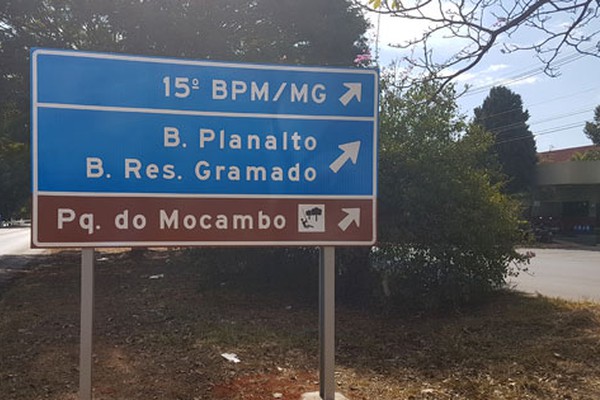 15º BPM/MG
B. Planalto
B. Res. Gramado
Pq. do Mocambo